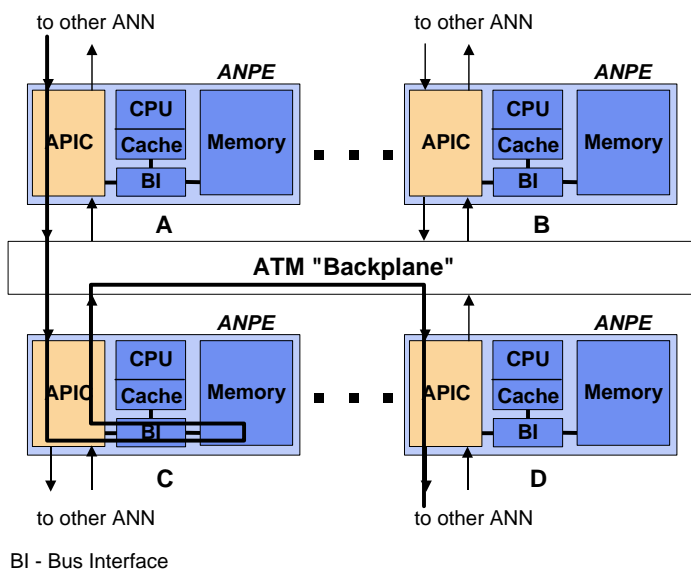 to other ANN
to other ANN
ANPE
ANPE
APIC
CPU
Cache
BI
Memory
APIC
CPU
Cache
BI
Memory
A
B
ATM "Backplane"
ANPE
ANPE
APIC
CPU
Cache
BI
Memory
APIC
CPU
Cache
BI
Memory
C
D
to other ANN
to other ANN
BI - Bus Interface